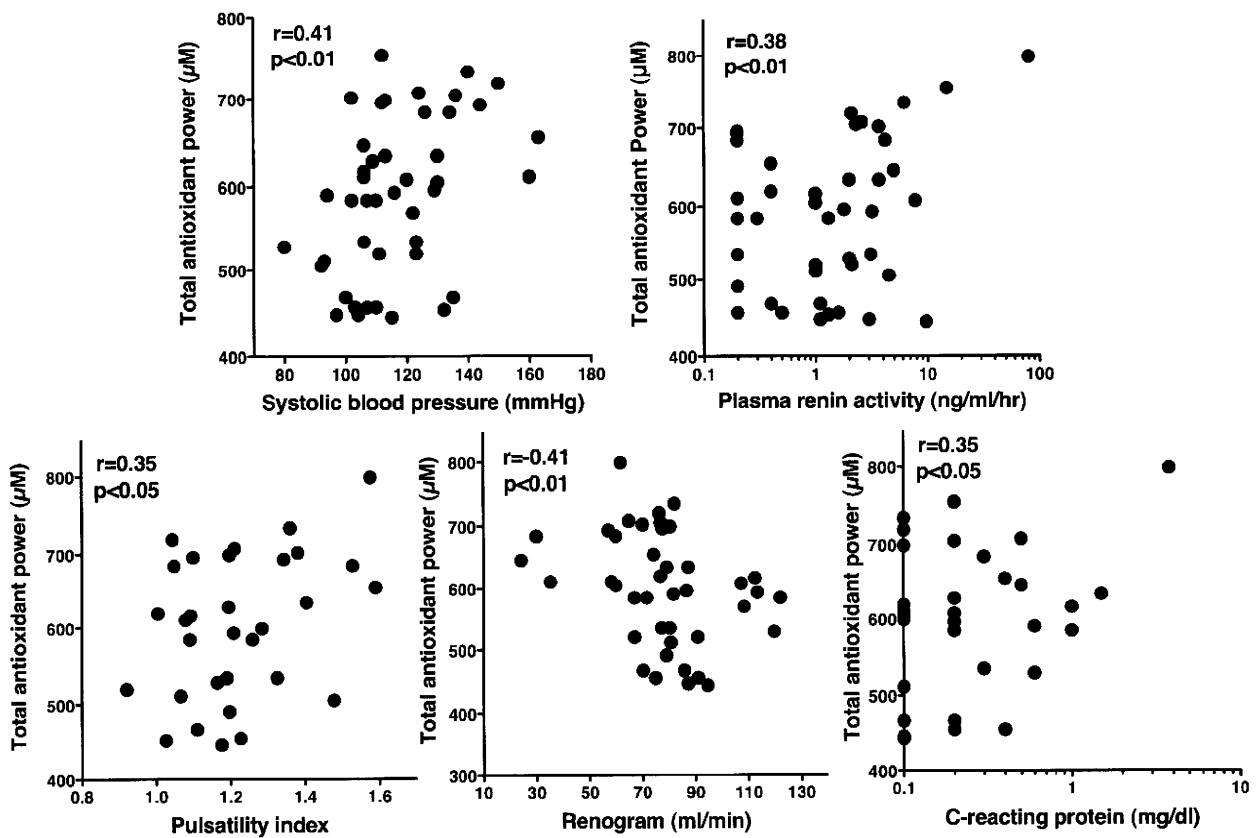 800
700
600
500
400
r=0.41
p<0.01
Total antioxidant power (µM)
80 100 120 140 160 180
Systolic blood pressure (mmHg)
800
700
600
500
400
r=0.38
p<0.01
Total antioxidant Power (µM)
0.1 1 10 100
Plasma renin activity (ng/ml/hr)
800
700
600
500
400
r=0.35
p<0.05
Total antioxidant power (µM)
0.8 1.0 1.2 1.4 1.6
Pulsatility index
800
700
600
500
400
300
r=-0.41
p<0.01
Total antioxidant power (µM)
10 30 50 70 90 110 130
Renogram (ml/min)
800
700
600
500
400
r=0.35
p<0.05
Total antioxidant power (µM)
0.1 1 10
C-reacting protein (mg/dl)